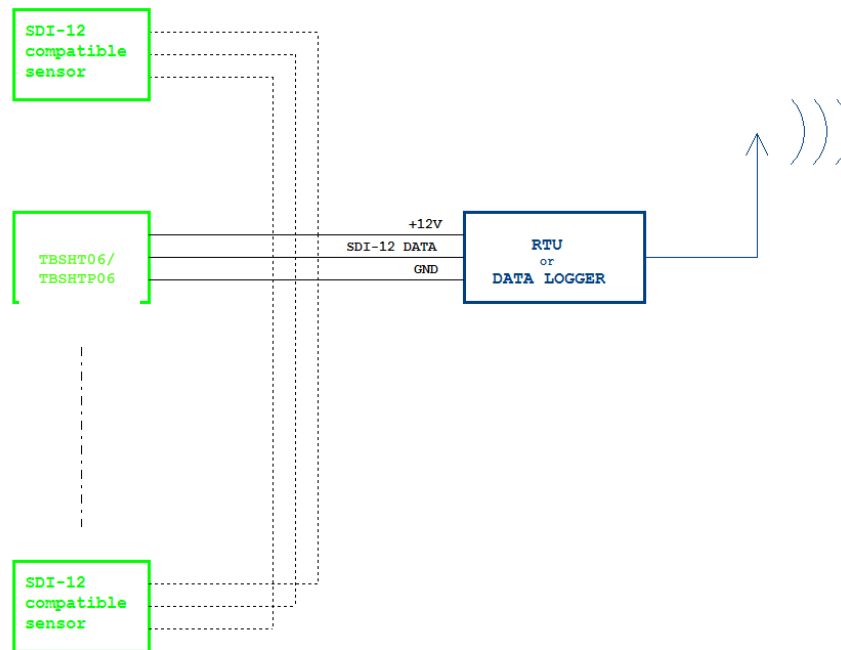 SDI-12
compatible
sensor
+12V
SDI-12 DATA
GND
TBSHT06/
TBSHTP06
RTU
or
DATA LOGGER
SDI-12
compatible
sensor